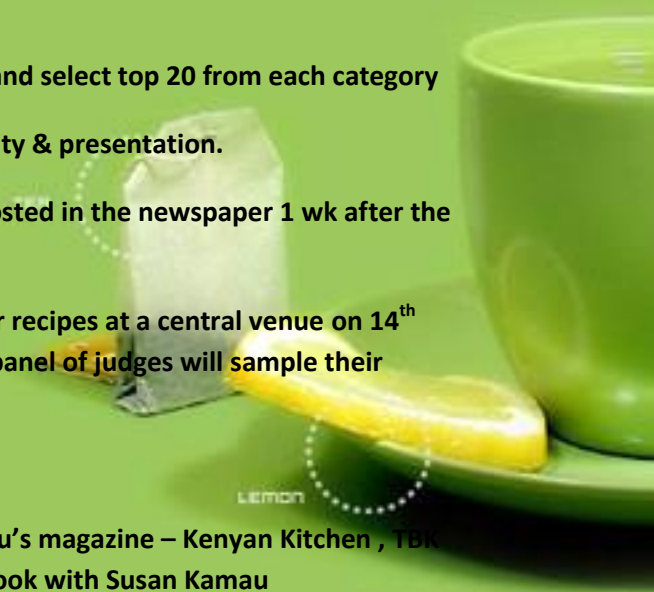 and select top 20 from each category
ty & presentation.
sted in the newspaper 1 wk after the
r recipes at a central venue on 14th
panel of judges will sample their
LEMON
u's magazine – Kenyan Kitchen , TBK
ook with Susan Kamau